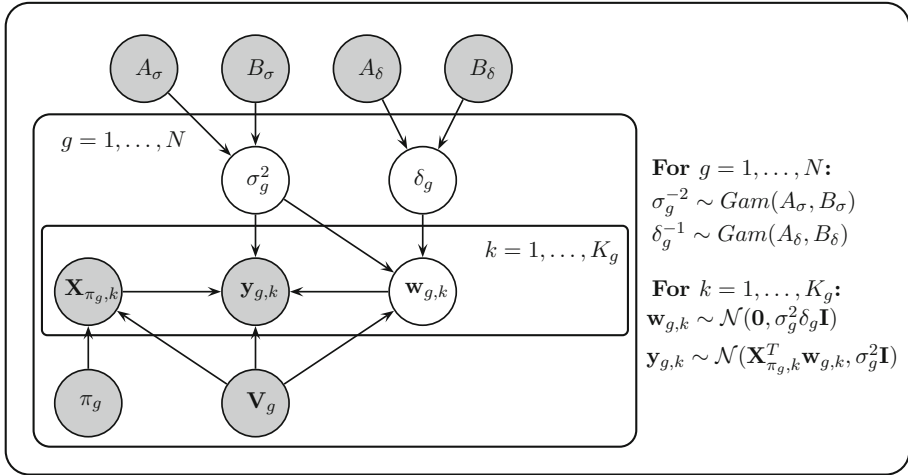 A_σ B_σ A_δ B_δ
g = 1, . . . , N
σ_g^2 δ_g
k = 1, . . . , K_g
X_{π_g,k} y_{g,k} w_{g,k}
π_g V_g
For g = 1, . . . , N:
σ_g^{-2} ∼ Gam(A_σ, B_σ)
δ_g^{-1} ∼ Gam(A_δ, B_δ)
For k = 1, . . . , K_g:
w_{g,k} ∼ 𝒩(0, σ_g^2 δ_g I)
y_{g,k} ∼ 𝒩(X_{π_g,k}^T w_{g,k}, σ_g^2 I)